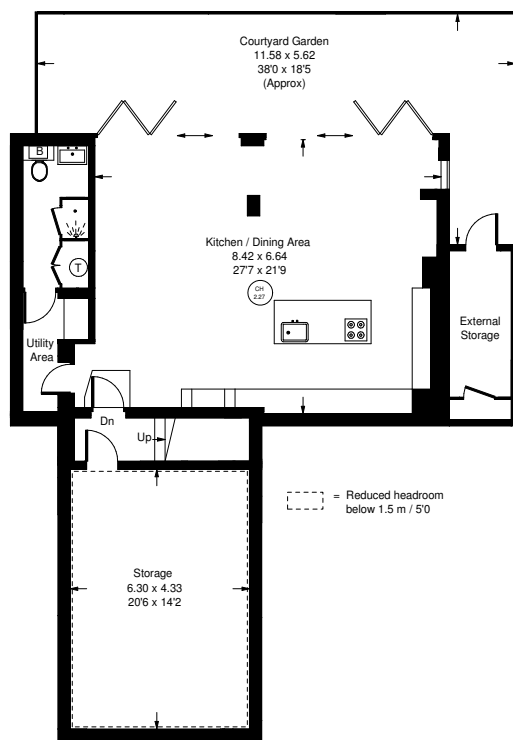 Courtyard Garden
11.58 x 5.62
38'0 x 18'5
(Approx)
B
Kitchen / Dining Area
8.42 x 6.64
27'7 x 21'9
T
CH
2.27
External
Storage
Utility
Area
Dn
Up
= Reduced headroom
below 1.5 m / 5'0
Storage
6.30 x 4.33
20'6 x 14'2